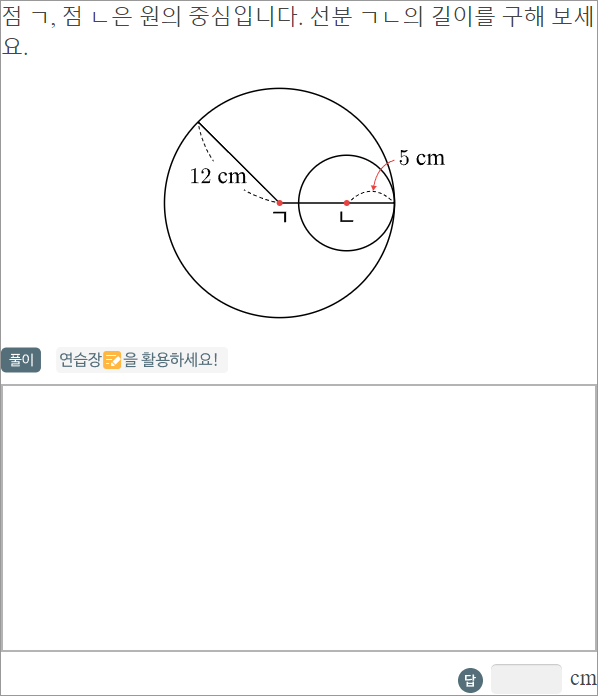 점 ㄱ, 점 ㄴ은 원의 중심입니다. 선분 ㄱㄴ의 길이를 구해 보세
요.
5 cm
12 cm
ㄱ ㄴ
풀이 연습장📝을 활용하세요!
답 cm